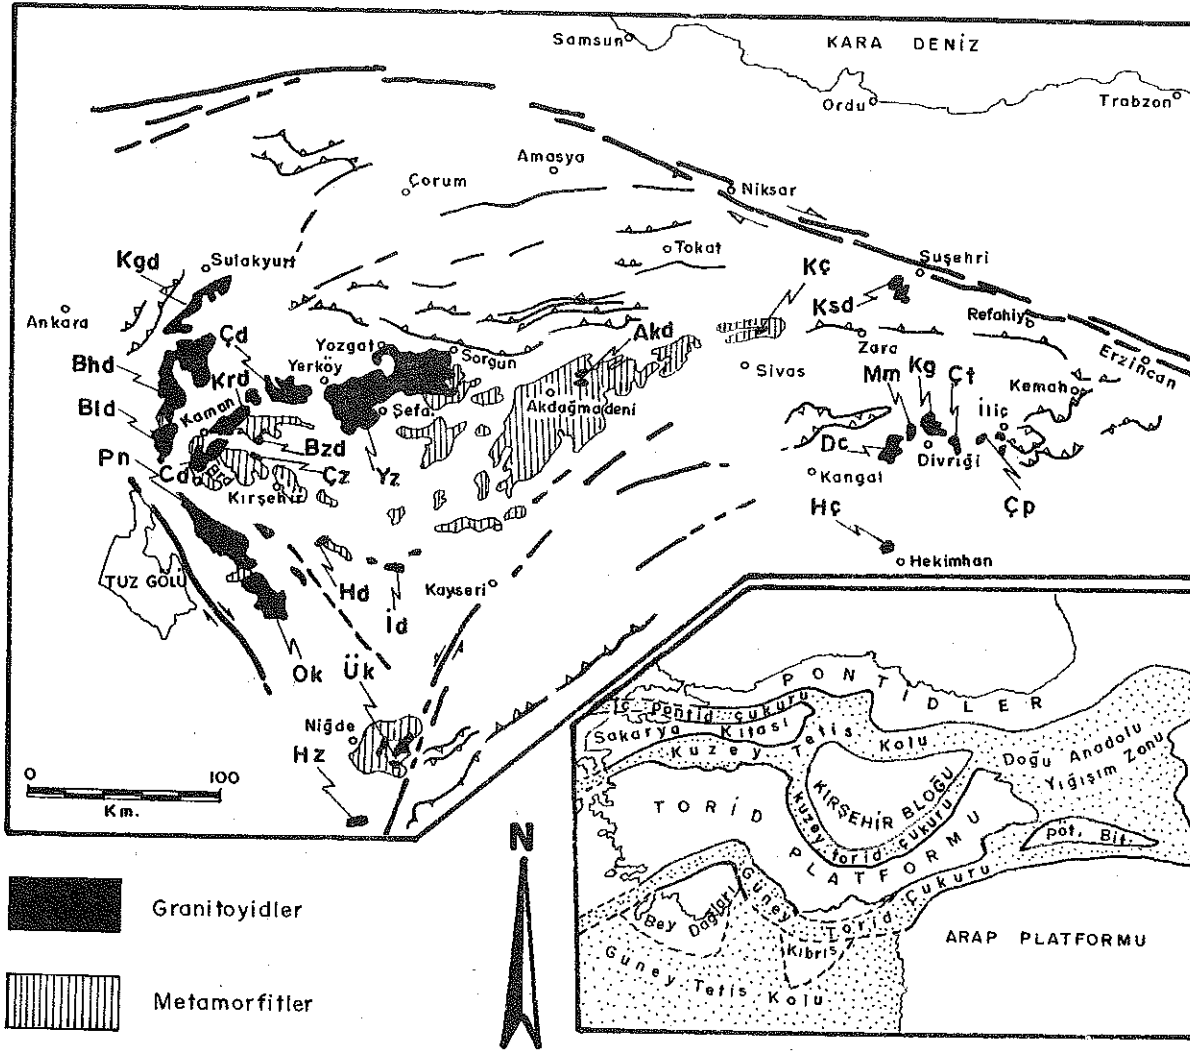 KARA DENİZ
Samsun
Ordu
Trabzon
Amasya
Çorum
Niksar
Tokat
Suşehri
Sulakyurt
Kgd
Kç
Ksd
Ankara
Refahiye
Çd
Yozgat
Sorgun
Akd
Zara
Erzincan
Bhd
Yerköy
Sivas
Mm
Kg
Çt
Kemah
Krd
Bld
Kaman
Şefa.
Akdağmadeni
İliç
Bzd
Dc
Divriği
Pn
Cd
Çz
Yz
Kangal
Çp
Kırşehir
Hç
Hekimhan
TUZ GÖLÜ
Hd
İd
Kayseri
Ok
Ük
Niğde
Hz
0 100
Km.
N
Granitoyidler
Metamorfitler
PONTİDLER
İç Pontid çukuru
Sakarya Kıtası
Kuzey Tetis Kolu
Doğu Anadolu
Yığışım Zonu
KIRŞEHİR BLOĞU
kuzey torid çukuru
TORİD
PLATFORMU
pöt. Bit.
Güney Torid Çukuru
Bey Dağları
Kıbrıs
ARAP PLATFORMU
Güney Tetis Kolu